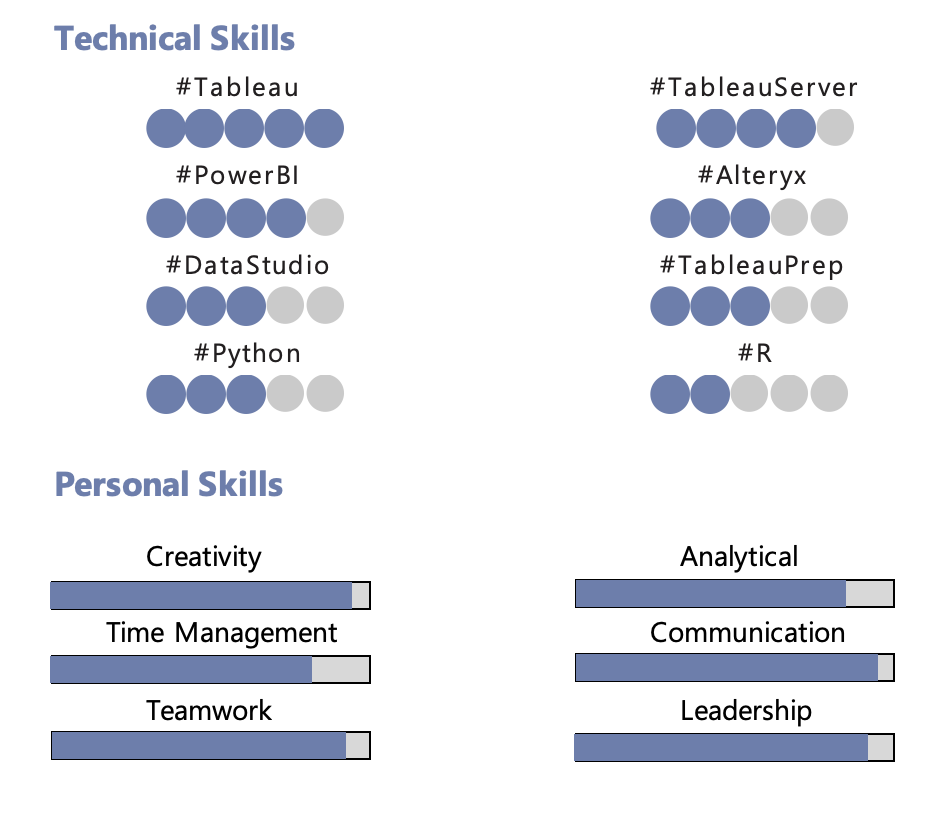 Technical Skills
#Tableau
#TableauServer
#PowerBI
#Alteryx
#DataStudio
#TableauPrep
#Python
#R
Personal Skills
Creativity
Analytical
Time Management
Communication
Teamwork
Leadership